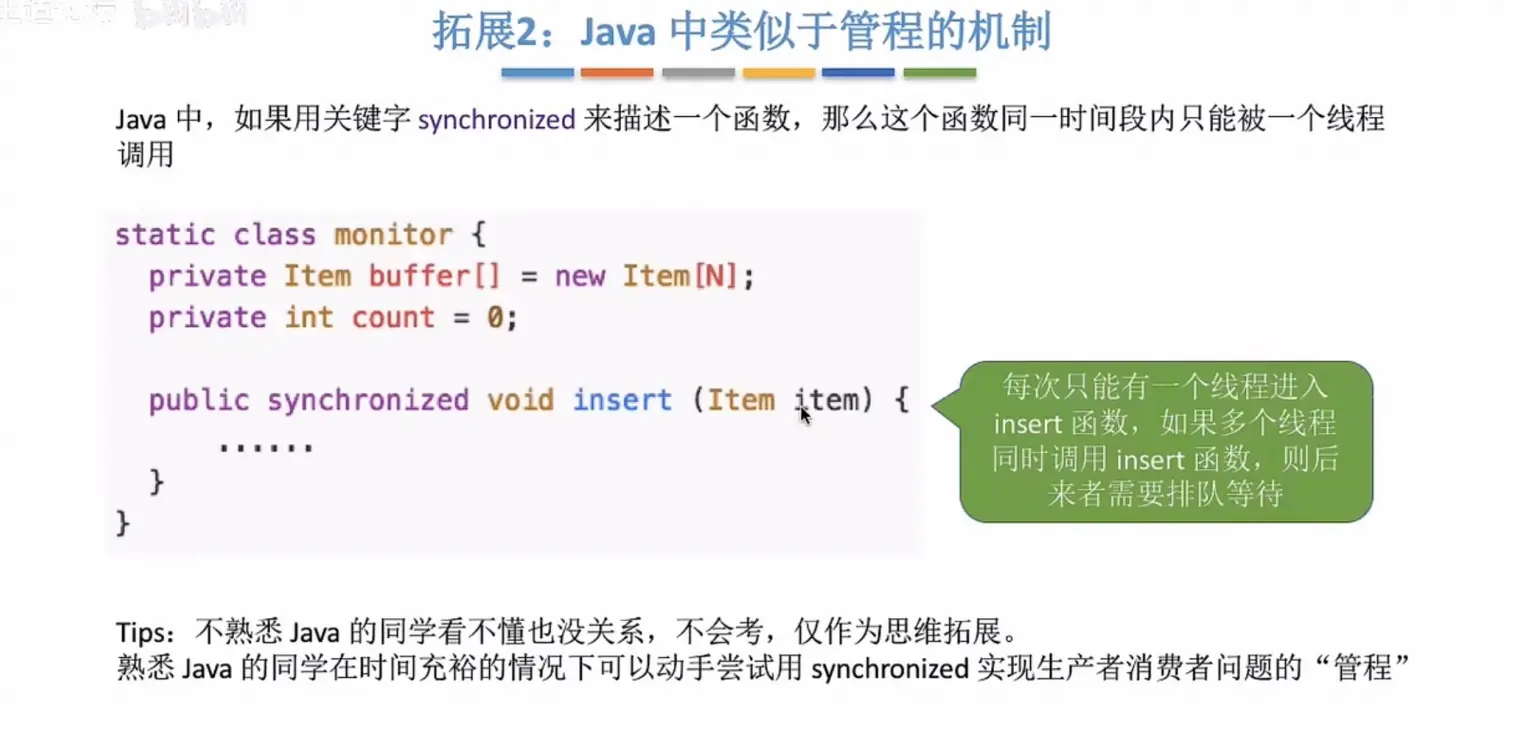 拓展2：Java 中类似于管程的机制
Java 中，如果用关键字 synchronized 来描述一个函数，那么这个函数同一时间段内只能被一个线程
调用
static class monitor {
private Item buffer[] = new Item[N];
private int count = 0;
public synchronized void insert (Item item) {
......
}
}
每次只能有一个线程进入
insert 函数，如果多个线程
同时调用 insert 函数，则后
来者需要排队等待
Tips：不熟悉 Java 的同学看不懂也没关系，不会考，仅作为思维拓展。
熟悉 Java 的同学在时间充裕的情况下可以动手尝试用 synchronized 实现生产者消费者问题的“管程”